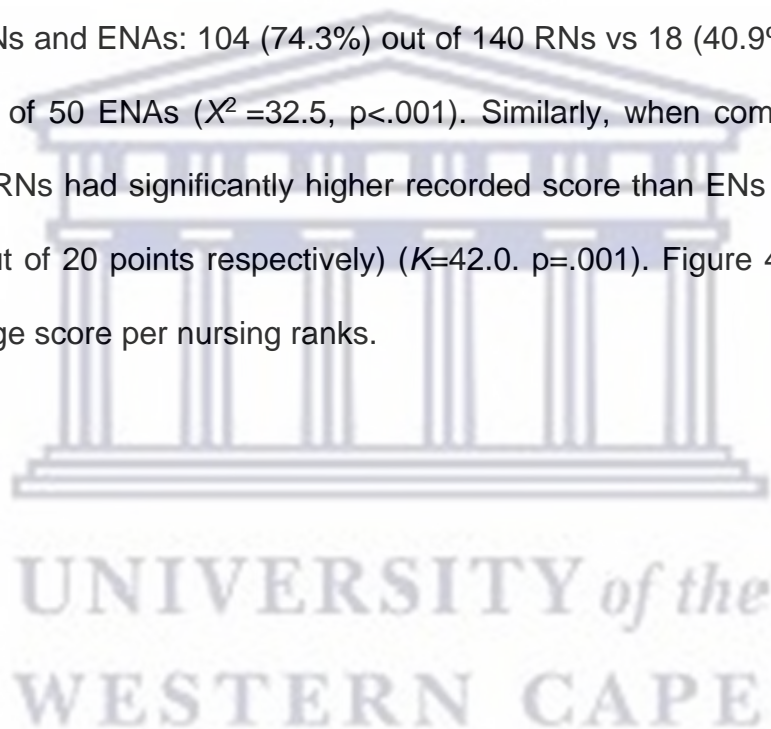 Ns and ENAs: 104 (74.3%) out of 140 RNs vs 18 (40.9%
of 50 ENAs (X² =32.5, p<.001). Similarly, when com
RNs had significantly higher recorded score than ENs
ut of 20 points respectively) (K=42.0. p=.001). Figure 4
ge score per nursing ranks.
UNIVERSITY of the
WESTERN CAPE